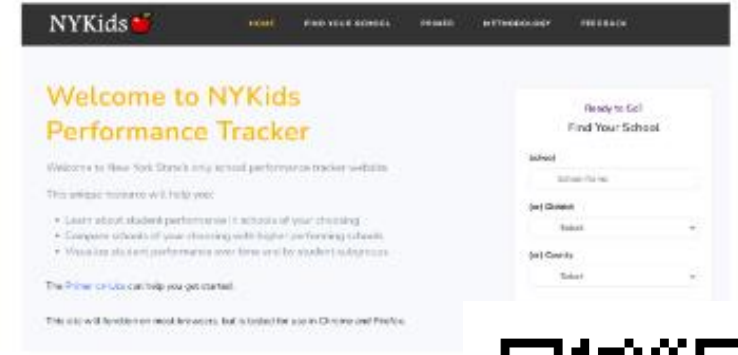 NYKids
HOME FIND YOUR SCHOOL PRIMER METHODOLOGY FEEDBACK
Welcome to NYKids
Performance Tracker
Welcome to New York State's only school performance tracker website
This unique resource will help you:
• Learn about student performance in schools of your choosing
• Compare schools of your choosing with higher performing schools
• Visualize student performance over time and by student subgroups
The Primer on Use can help you get started.
This site will function on most browsers, but is tested for use in Chrome and Firefox.
Ready to Go?
Find Your School
School
School Name
(or) District
Select
(or) County
Select